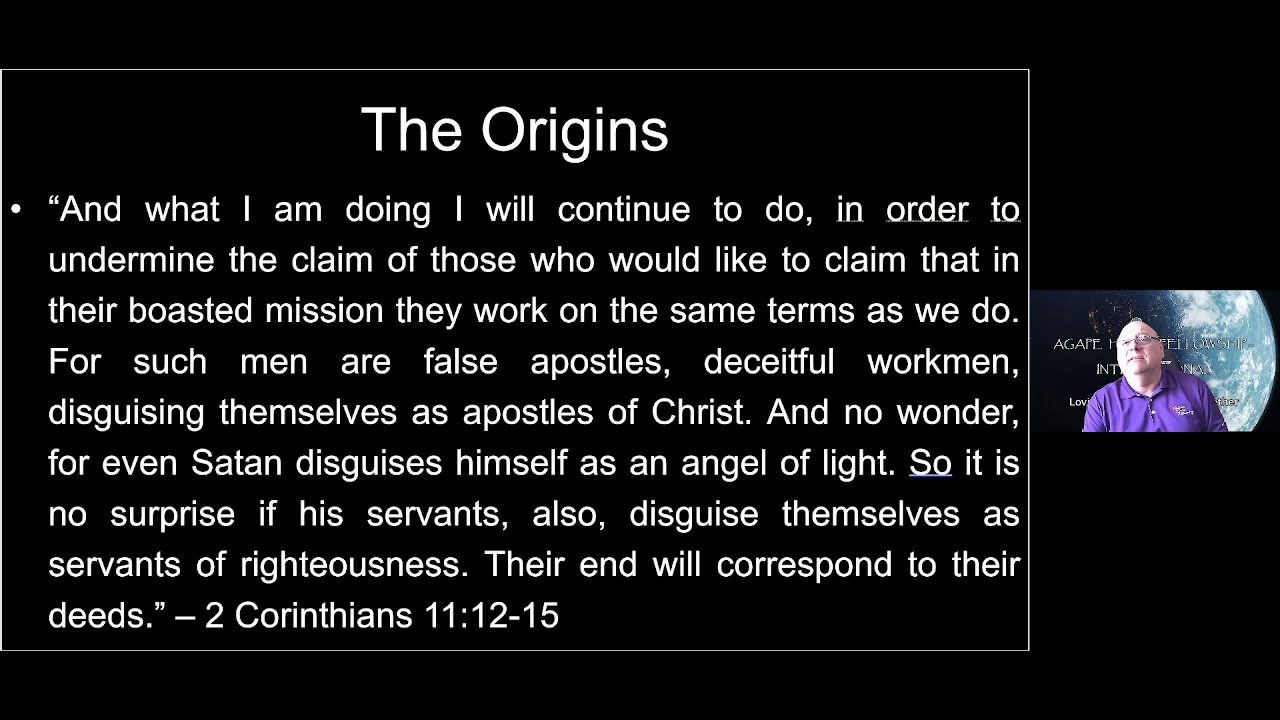 The Origins
• “And what I am doing I will continue to do, in order to
undermine the claim of those who would like to claim that in
their boasted mission they work on the same terms as we do.
For such men are false apostles, deceitful workmen,
disguising themselves as apostles of Christ. And no wonder,
for even Satan disguises himself as an angel of light. So it is
no surprise if his servants, also, disguise themselves as
servants of righteousness. Their end will correspond to their
deeds.” – 2 Corinthians 11:12-15
AGAPE